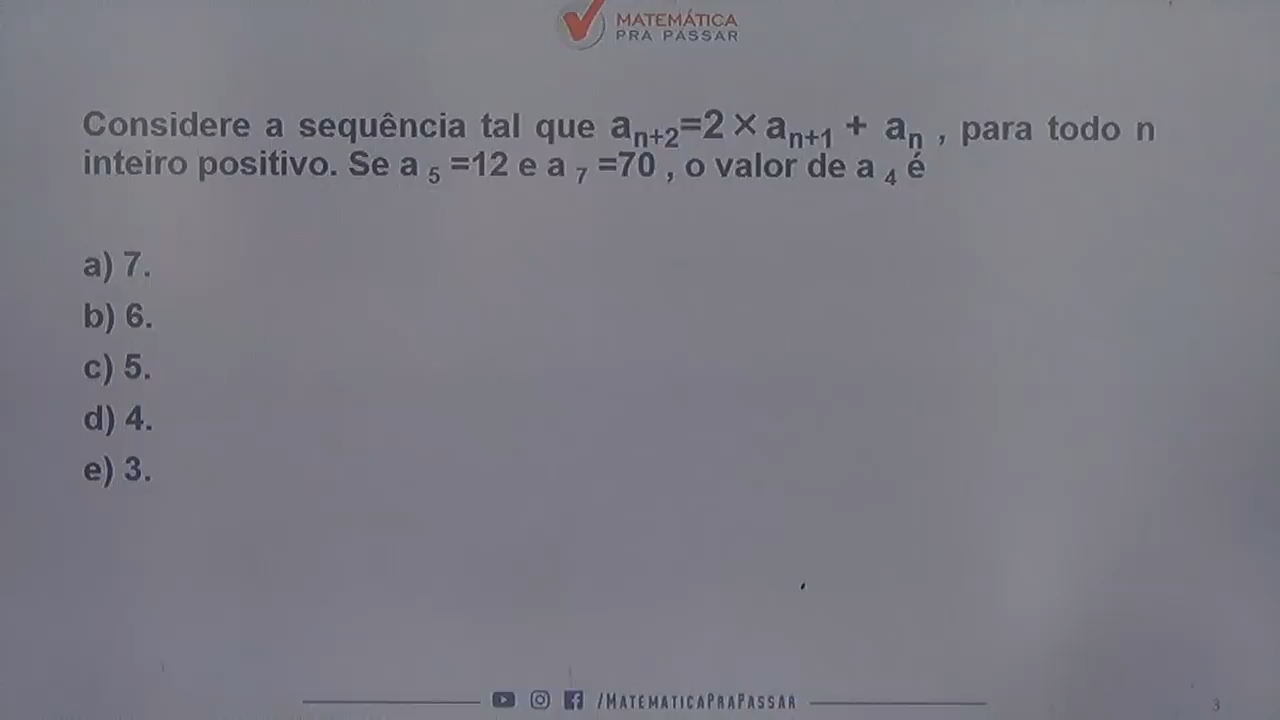 MATEMÁTICA
PRA PASSAR
Considere a sequência tal que aₙ₊₂=2 × aₙ₊₁ + aₙ , para todo n
inteiro positivo. Se a ₅ =12 e a ₇ =70 , o valor de a ₄ é
a) 7.
b) 6.
c) 5.
d) 4.
e) 3.
/MATEMATICAPRAPASSAR
3